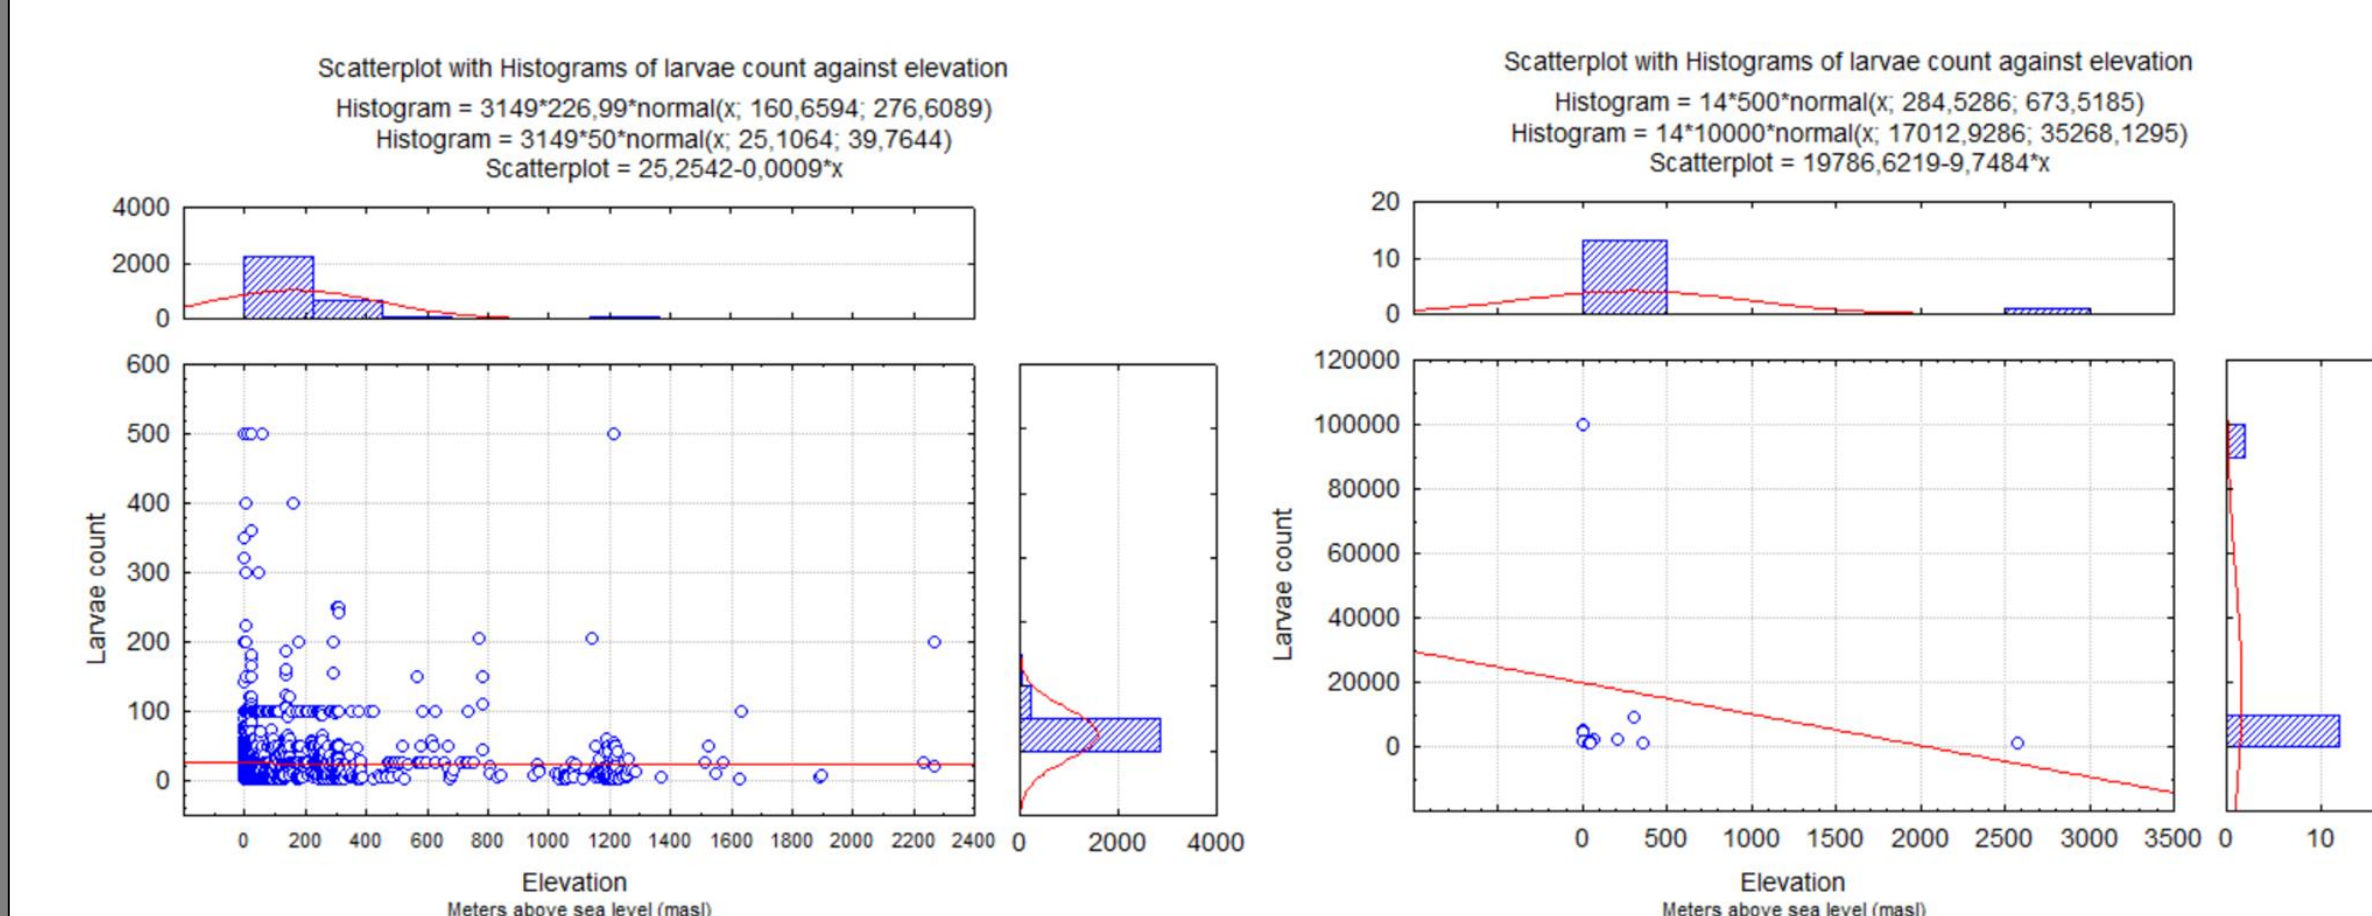 Scatterplot with Histograms of larvae count against elevation
Histogram = 3149*226,99*normal(x; 160,6594; 276,6089)
Histogram = 3149*50*normal(x; 25,1064; 39,7644)
Scatterplot = 25,2542-0,0009*x
4000
2000
0
600
500
400
300
200
100
0
Larvae count
0 200 400 600 800 1000 1200 1400 1600 1800 2000 2200 2400
0 2000 4000
Elevation
Meters above sea level (masl)
Scatterplot with Histograms of larvae count against elevation
Histogram = 14*500*normal(x; 284,5286; 673,5185)
Histogram = 14*10000*normal(x; 17012,9286; 35268,1295)
Scatterplot = 19786,6219-9,7484*x
20
10
0
120000
100000
80000
60000
40000
20000
0
Larvae count
0 500 1000 1500 2000 2500 3000 3500
0 10
Elevation
Meters above sea level (masl)